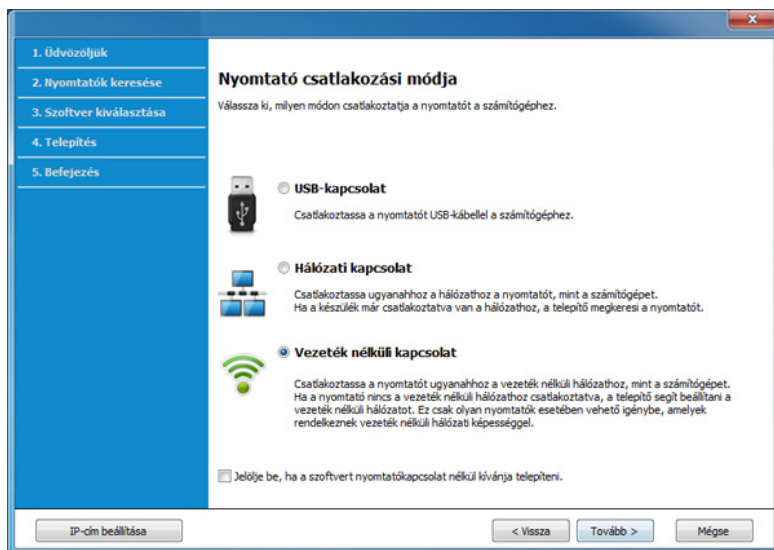 1. Üdvözöljük
2. Nyomtatók keresése
3. Szoftver kiválasztása
4. Telepítés
5. Befejezés
Nyomtató csatlakozási módja
Válassza ki, milyen módon csatlakoztatja a nyomtatót a számítógéphez.
USB-kapcsolat
Csatlakoztassa a nyomtatót USB-kábellel a számítógéphez.
Hálózati kapcsolat
Csatlakoztassa ugyanahhoz a hálózathoz a nyomtatót, mint a számítógépet.
Ha a készülék már csatlakoztatva van a hálózathoz, a telepítő megkeresi a nyomtatót.
Vezeték nélküli kapcsolat
Csatlakoztassa a nyomtatót ugyanahhoz a vezeték nélküli hálózathoz, mint a számítógépet.
Ha a nyomtató nincs a vezeték nélküli hálózathoz csatlakoztatva, a telepítő segít beállítani a
vezeték nélküli hálózatot. Ez csak olyan nyomtatók esetében vehető igénybe, amelyek
rendelkeznek vezeték nélküli hálózati képességgel.
Jelölje be, ha a szoftvert nyomtatókapcsolat nélkül kívánja telepíteni.
IP-cím beállítása
< Vissza
Tovább >
Mégse